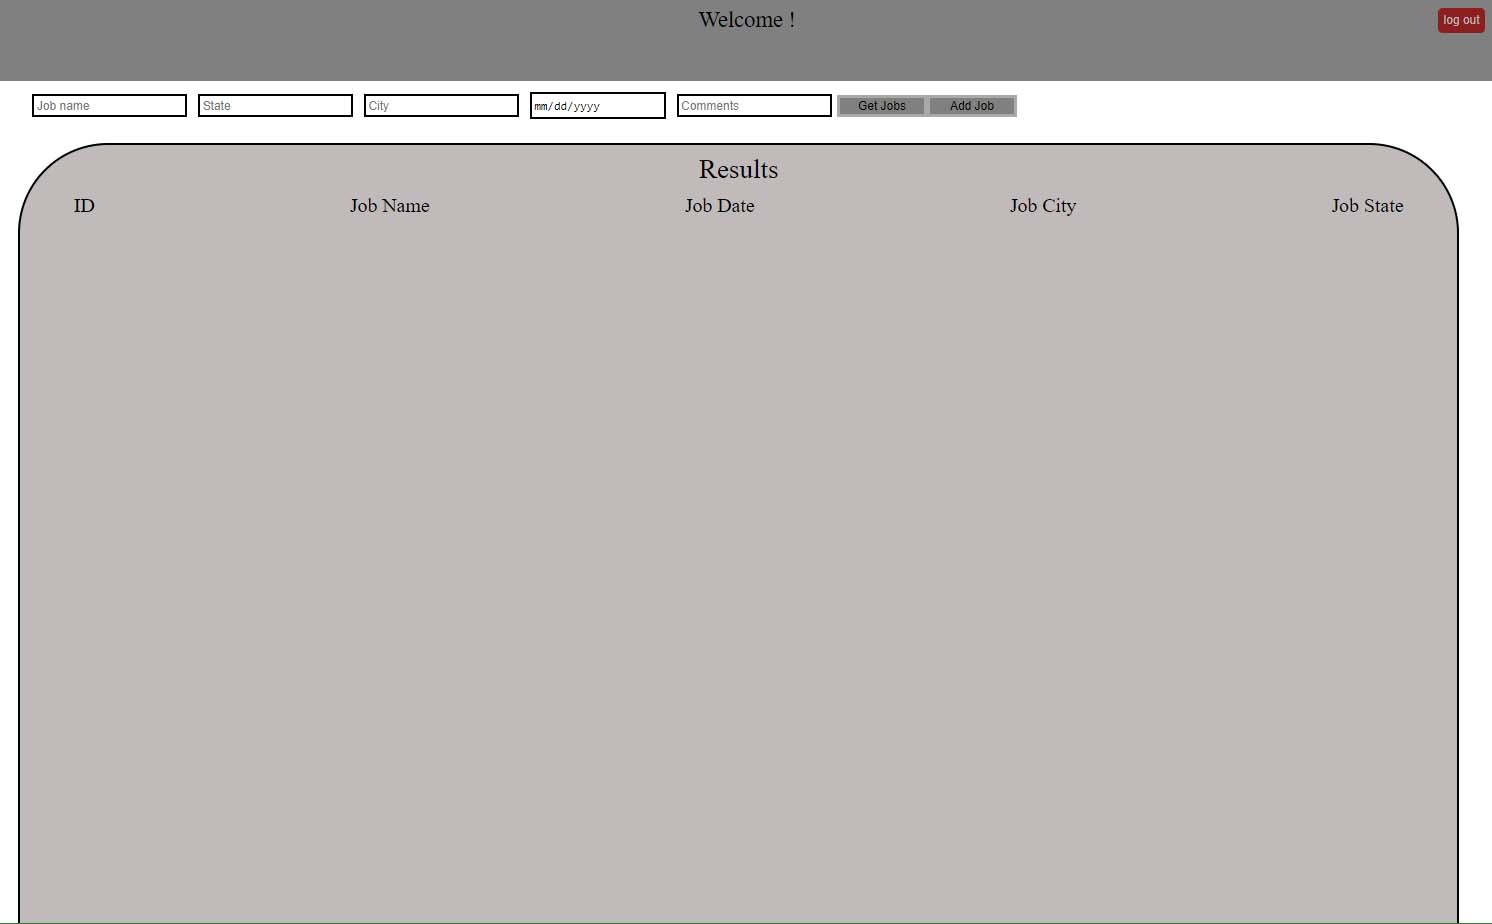 Welcome !
log out
Job name State City mm/dd/yyyy Comments Get Jobs Add Job
Results
ID Job Name Job Date Job City Job State